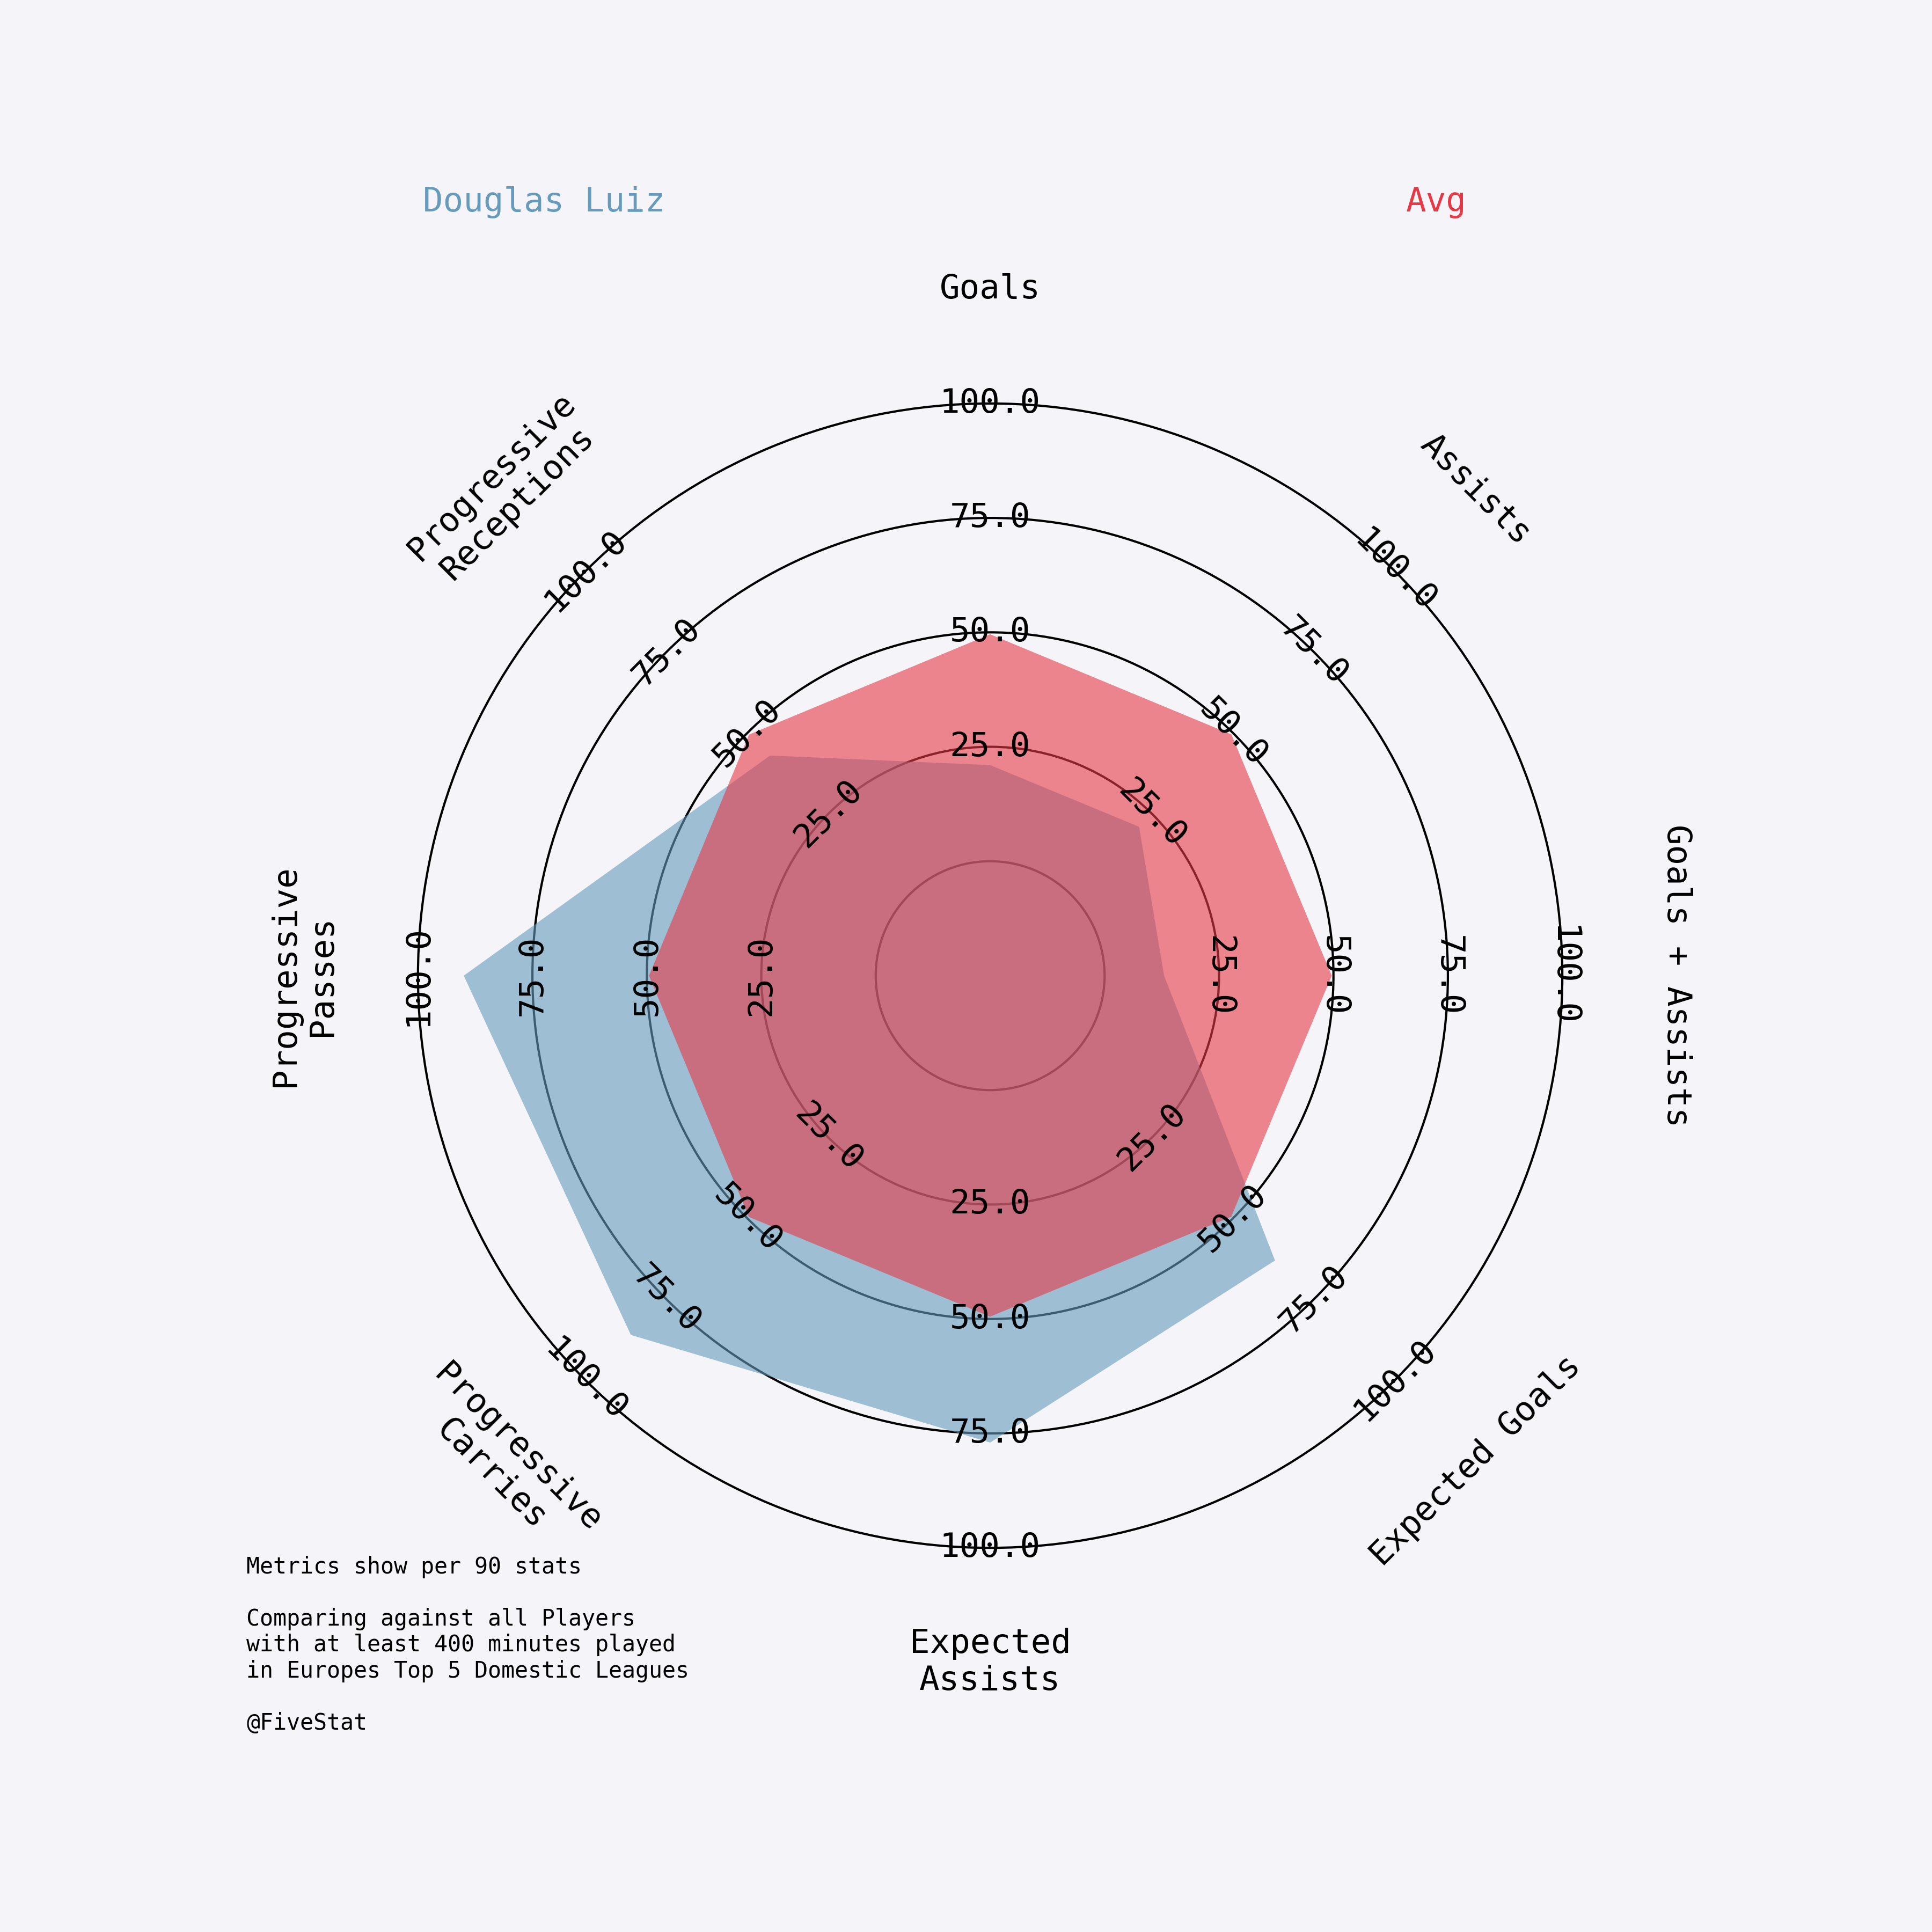 Douglas Luiz
Avg
Goals
Assists
Goals + Assists
Expected Goals
Expected
Assists
Progressive
Carries
Progressive
Passes
Progressive
Receptions
100.0
75.0
50.0
25.0
100.0
75.0
50.0
25.0
100.0
75.0
50.0
25.0
100.0
75.0
50.0
25.0
100.0
75.0
50.0
25.0
100.0
75.0
50.0
25.0
100.0
75.0
50.0
25.0
100.0
75.0
50.0
25.0
Metrics show per 90 stats
Comparing against all Players
with at least 400 minutes played
in Europes Top 5 Domestic Leagues
@FiveStat